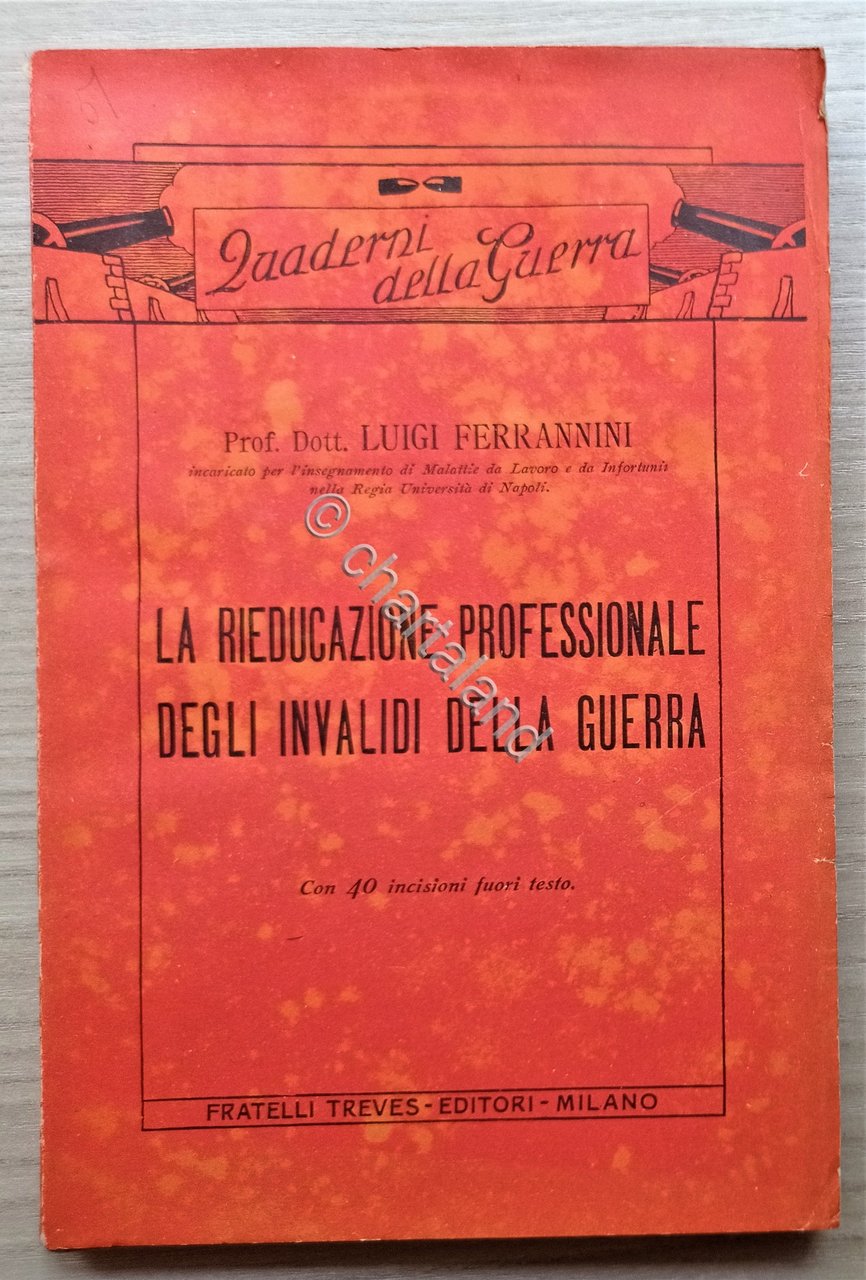 67
Quaderni
della Guerra
Prof. Dott. LUIGI FERRANNINI
incaricato per l'insegnamento di Malattie da Lavoro e da Infortunii
nella Regia Università di Napoli.
LA RIEDUCAZIONE PROFESSIONALE
DEGLI INVALIDI DELLA GUERRA
Con 40 incisioni fuori testo.
FRATELLI TREVES - EDITORI - MILANO
© chartaland